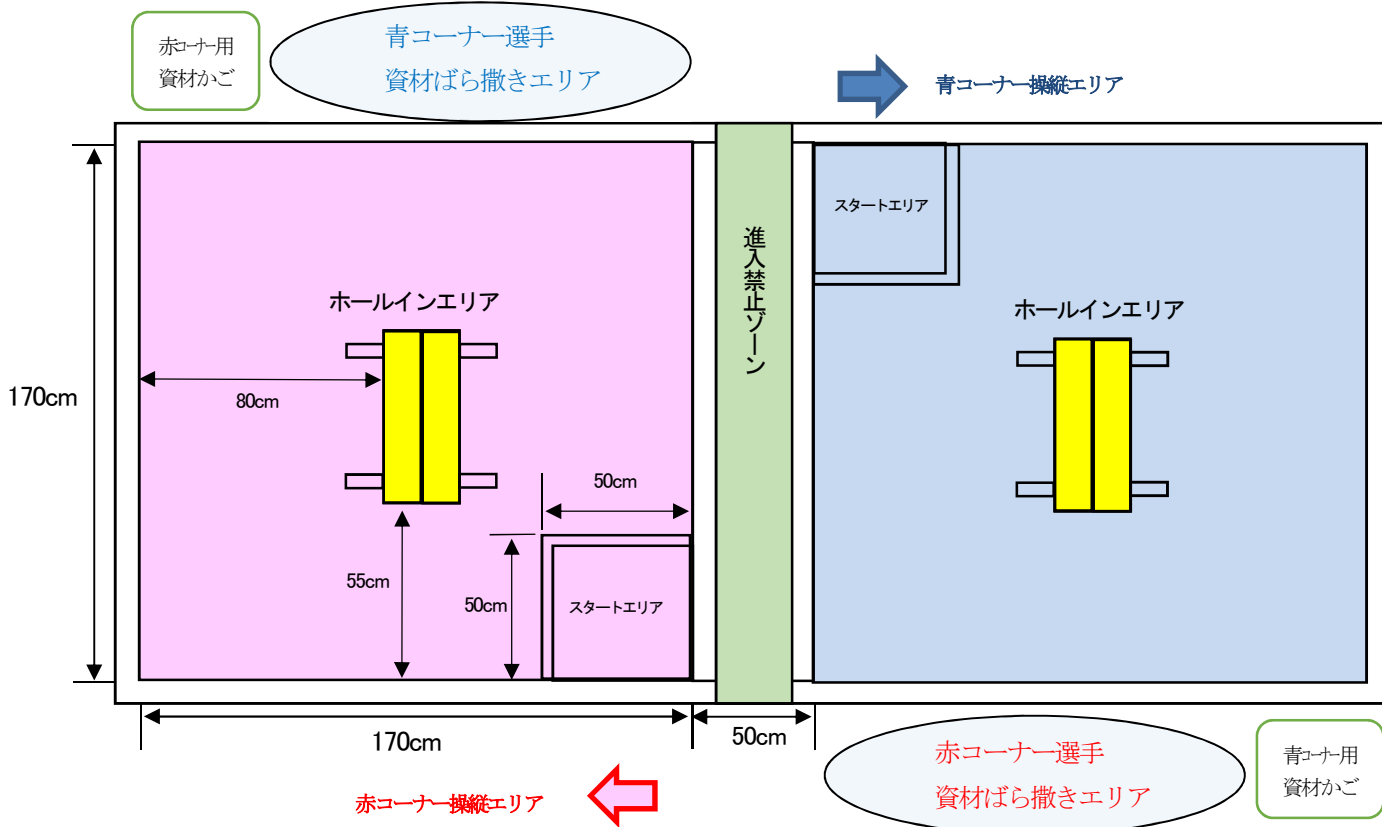 赤コーナー用
資材かご
青コーナー選手
資材ばら撒きエリア
青コーナー操縦エリア
スタートエリア
進入禁止ゾーン
ホールインエリア
ホールインエリア
170cm
80cm
50cm
55cm
50cm
スタートエリア
170cm
50cm
赤コーナー選手
資材ばら撒きエリア
青コーナー用
資材かご
赤コーナー操縦エリア